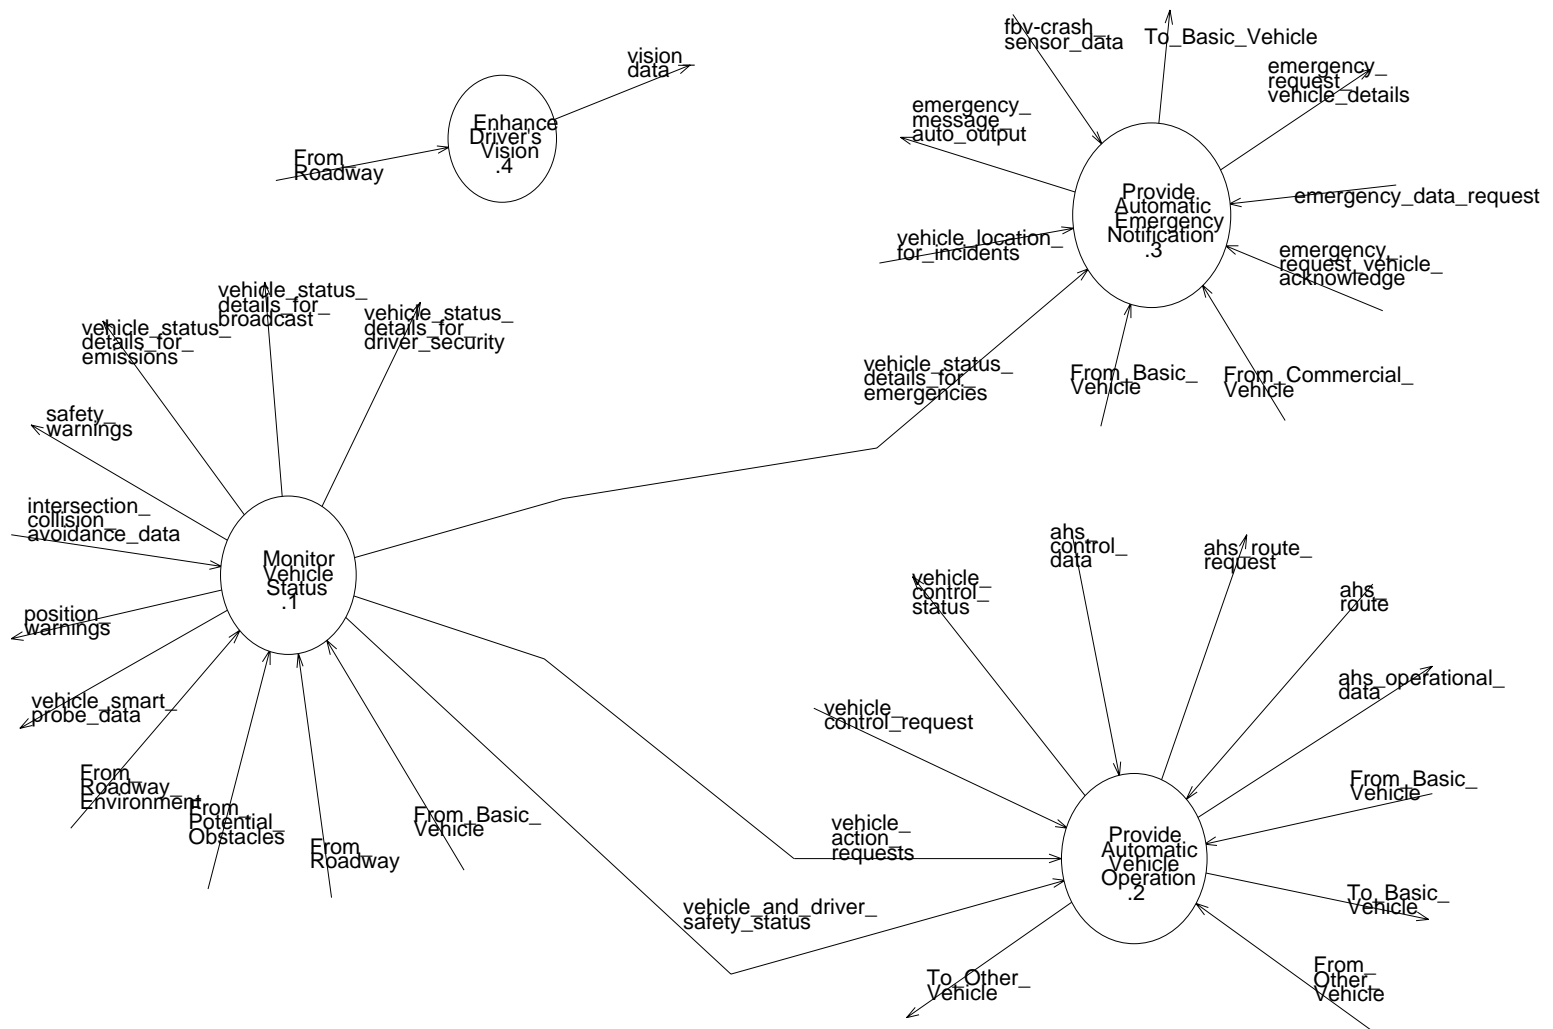 fbv-crash_
sensor_data
To_Basic_Vehicle
emergency_
request_
vehicle_details
vision_
data
emergency_
message_
auto_output
Enhance
Driver's
Vision
.4
From_
Roadway
Provide
Automatic
Emergency
Notification
.3
emergency_data_request
vehicle_location_
for_incidents
emergency_
request_vehicle_
acknowledge
vehicle_status_
details_for_
emissions
vehicle_status_
details_for_
broadcast
vehicle_status_
details_for_
driver_security
vehicle_status_
details_for_
emergencies
From_Basic_
Vehicle
From_Commercial_
Vehicle
safety_
warnings
intersection_
collision_
avoidance_data
Monitor
Vehicle
Status
.1
position_
warnings
vehicle_smart_
probe_data
From_
Roadway_
Environment
From_
Potential_
Obstacles
From_
Roadway
From_Basic_
Vehicle
ahs_
control_
data
ahs_route_
request
vehicle_
control_
status
ahs_
route
ahs_operational_
data
vehicle_
control_request
From_Basic_
Vehicle
vehicle_
action_
requests
Provide
Automatic
Vehicle
Operation
.2
vehicle_and_driver_
safety_status
To_Basic_
Vehicle
To_Other_
Vehicle
From_
Other_
Vehicle